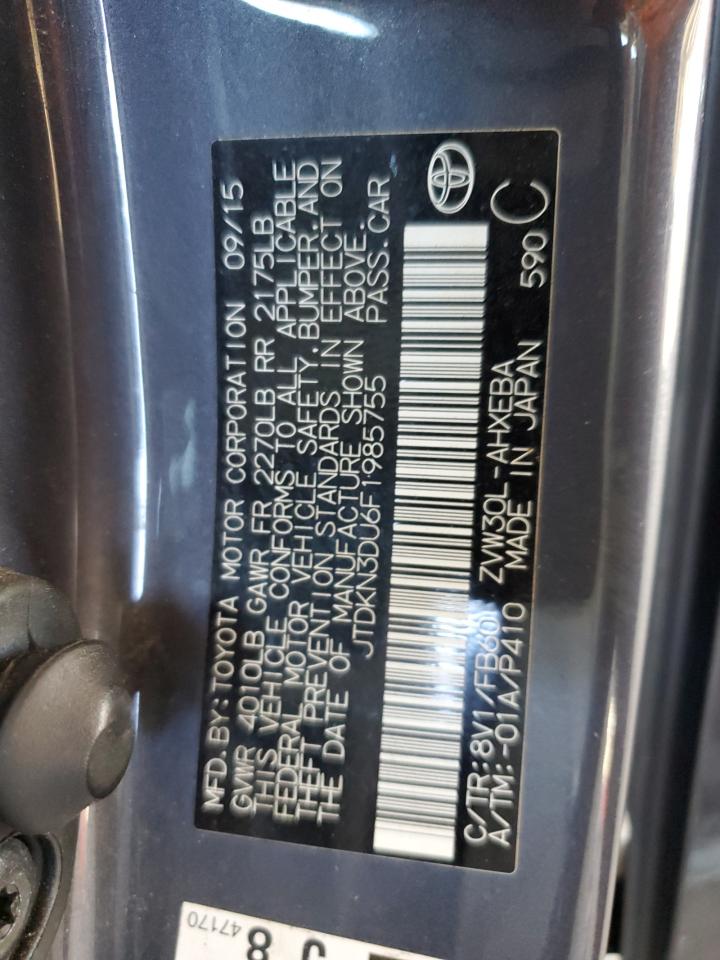 MFD.BY:TOYOTA MOTOR CORPORATION 09/15
GVWR 4010LB GAWR FR 2270LB RR 2175LB
THIS VEHICLE CONFORMS TO ALL APPLICABLE
FEDERAL MOTOR VEHICLE SAFETY,BUMPER,AND
THEFT PREVENTION STANDARDS IN EFFECT ON
THE DATE OF MANUFACTURE SHOWN ABOVE.
JTDKN3DU6F1985755 PASS.CAR
C/TR:8V1/FB60 ZVW30L-AHXEBA
A/TM:-01A/P410 MADE IN JAPAN 590 C
47170
J 8